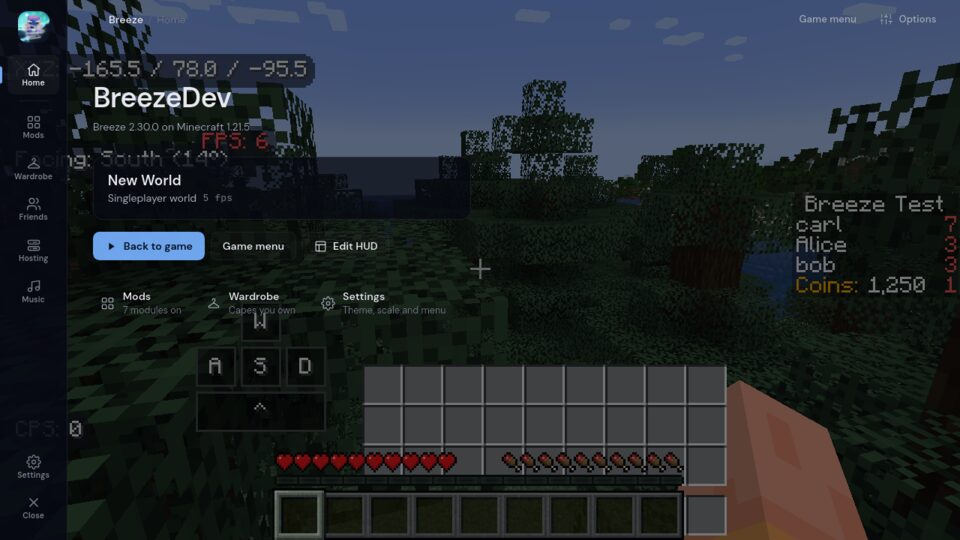 Breeze Home
Game menu Options
Home
-165.5 / 78.0 / -95.5
BreezeDev
Breeze 2.30.0 on Minecraft 1.21.5
FPS: 6
Mods
ng: South (149)
Wardrobe
New World
Singleplayer world 5 fps
Friends
Breeze Test
carl 7
Alice 3
bob 3
Coins: 1,250 1
Back to game Game menu Edit HUD
Hosting
Music
Mods
7 modules on
Wardrobe
Capes you own
Settings
Theme, scale and menu
W
A S D
^
CPS: 0
Settings
Close